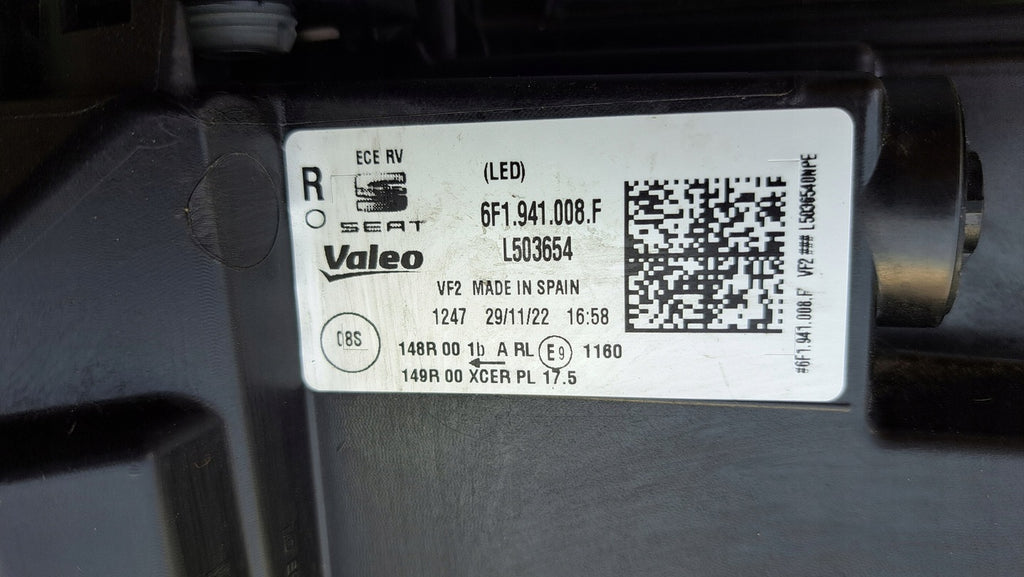 ECE RV
R
(LED)
SEAT
6F1.941.008.F
Valeo
L503654
VF2 MADE IN SPAIN
1247 29/11/22 16:58
08S
148R 00 1b A RL E9 1160
149R 00 XCER PL 17.5
#6F1.941.008.F VF2 ### L5036540NPE